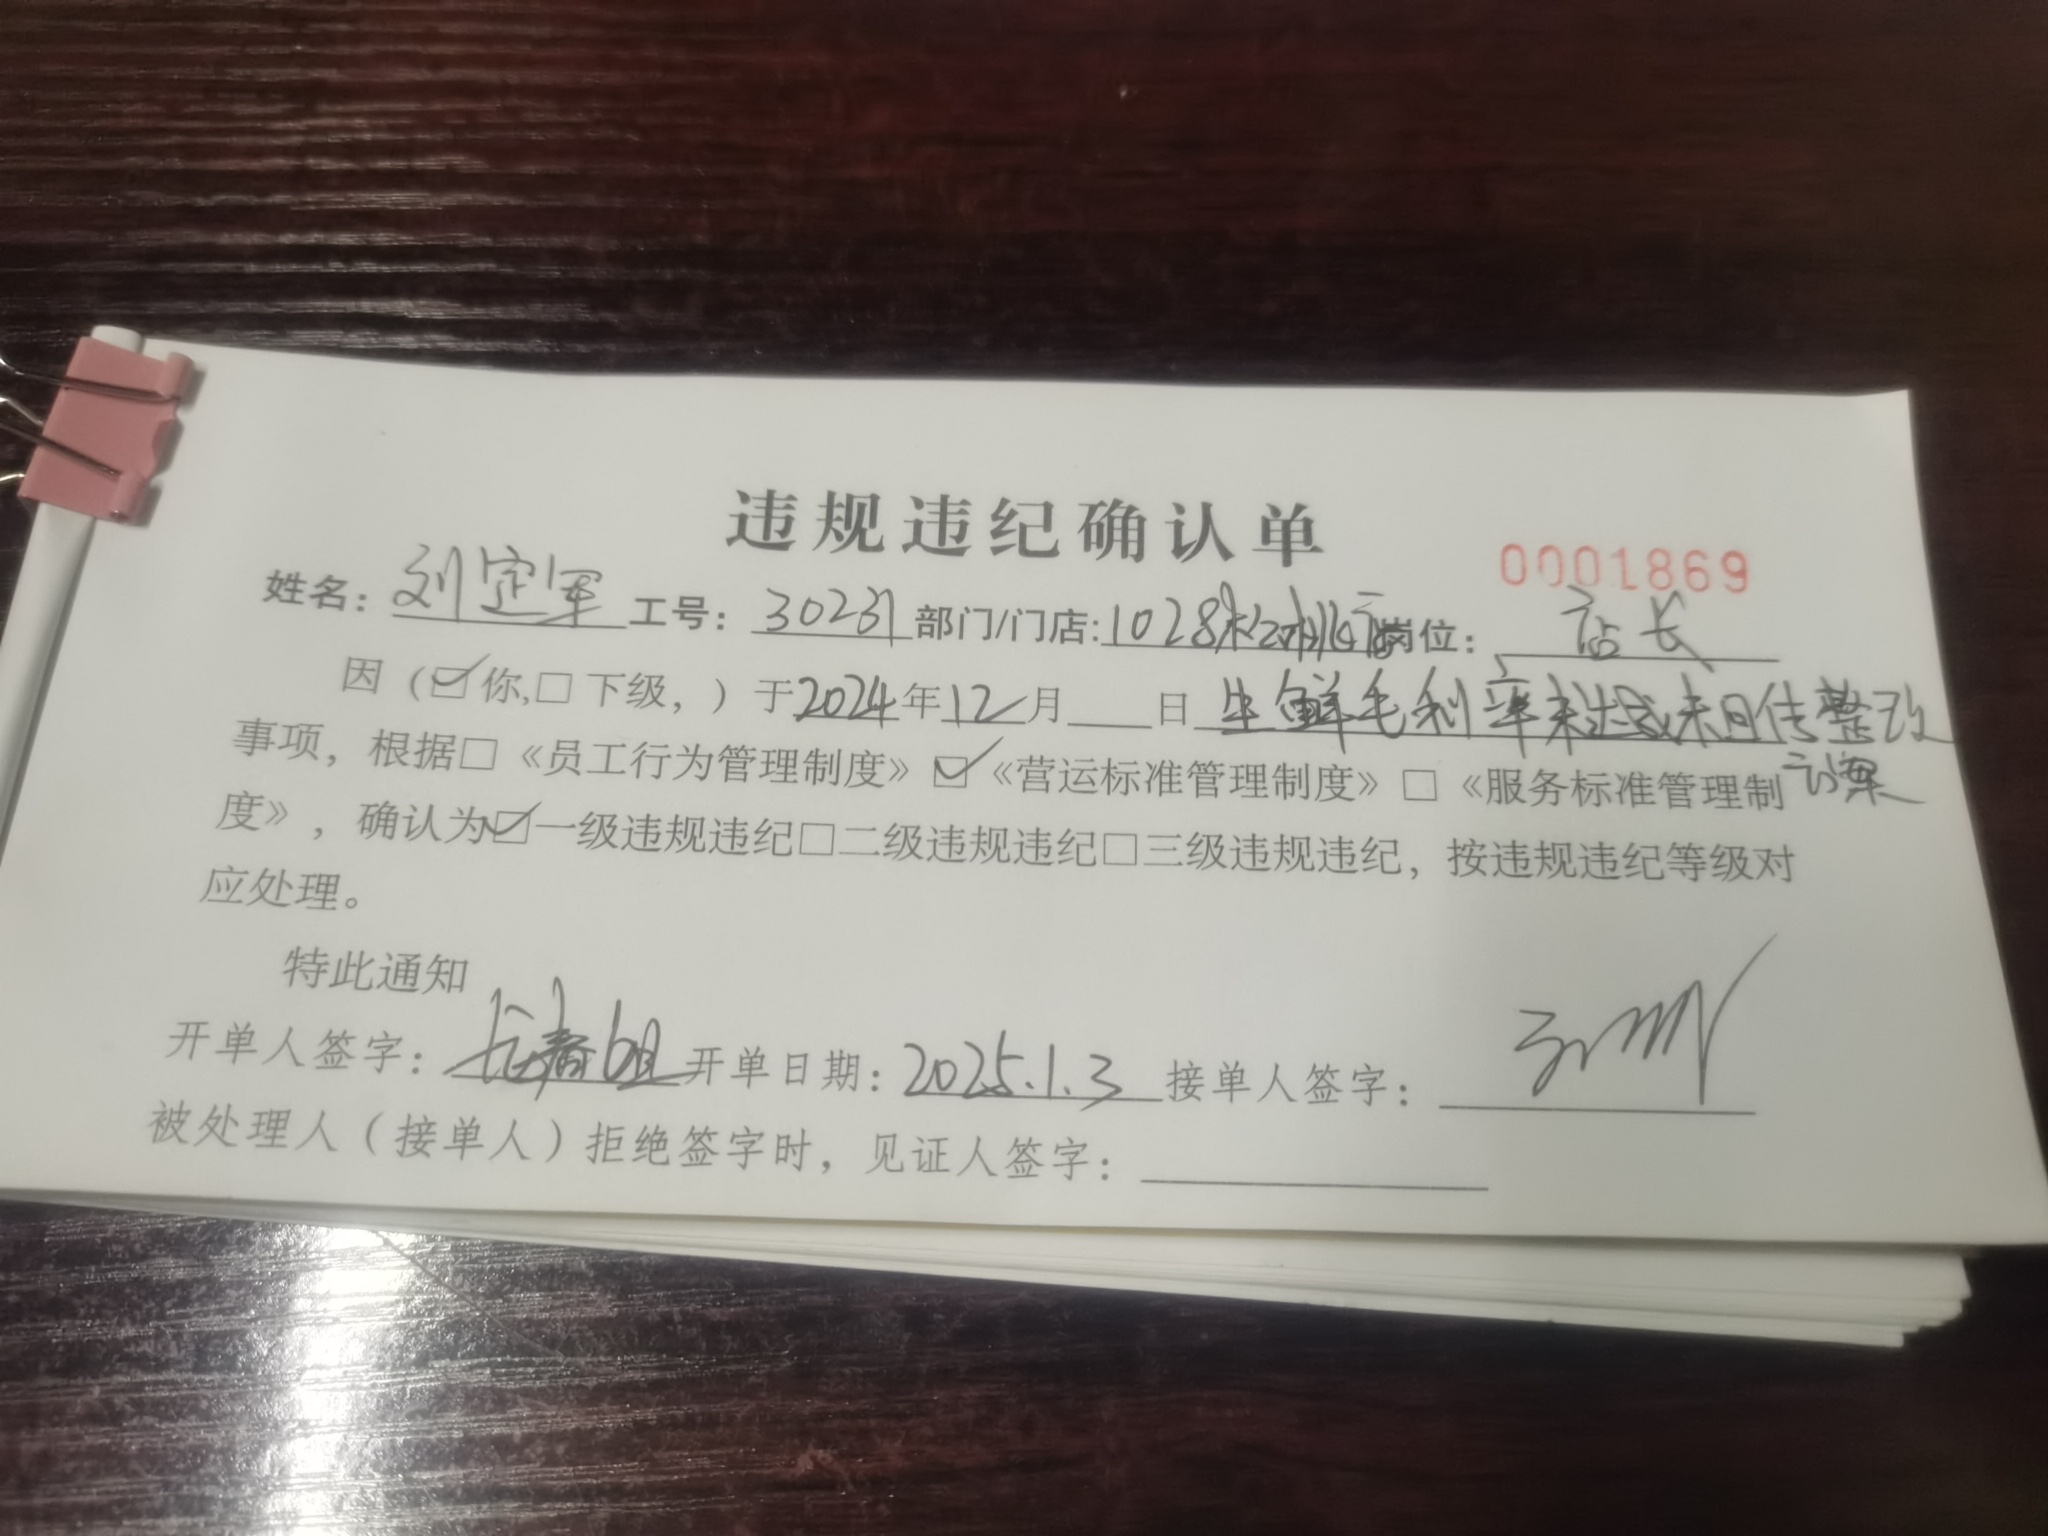 违规违纪确认单
0001869
姓名：刘定军 工号：30231 部门/门店：1028 店 岗位：店长
因（☑你,□下级，）于2024年12月 日 生鲜毛利率未达成未 传整改
方案
事项，根据□《员工行为管理制度》☑《营运标准管理制度》□《服务标准管理制
度》，确认为☑一级违规违纪□二级违规违纪□三级违规违纪，按违规违纪等级对
应处理。
特此通知
开单人签字： 开单日期：2025.1.3 接单人签字：
被处理人（接单人）拒绝签字时，见证人签字：